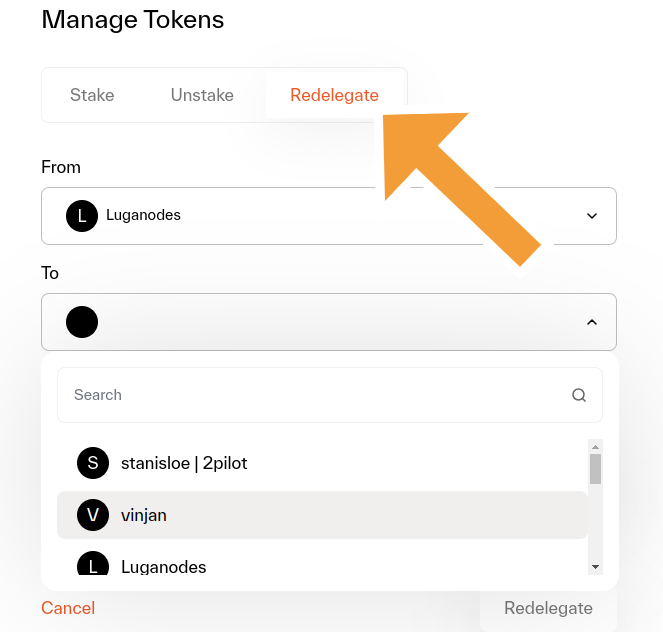 Manage Tokens
Stake Unstake Redelegate
From
L Luganodes
To
Search
S stanisloe | 2pilot
V vinjan
L Luganodes
Cancel Redelegate